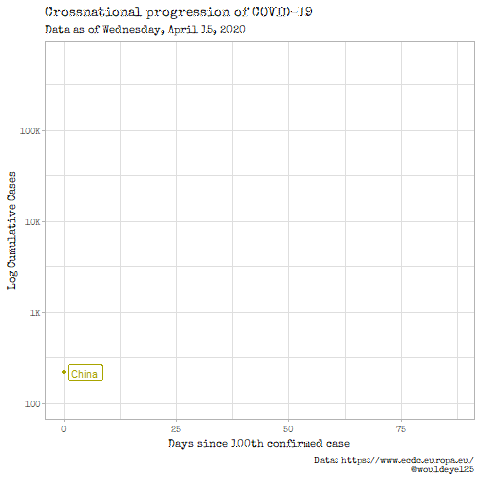 Crossnational progression of COVID-19
Data as of Wednesday, April 15, 2020
Log Cumulative Cases
100K
10K
1K
100
China
0
25
50
75
Days since 100th confirmed case
Data: https://www.ecdc.europa.eu/
@wouldeye125